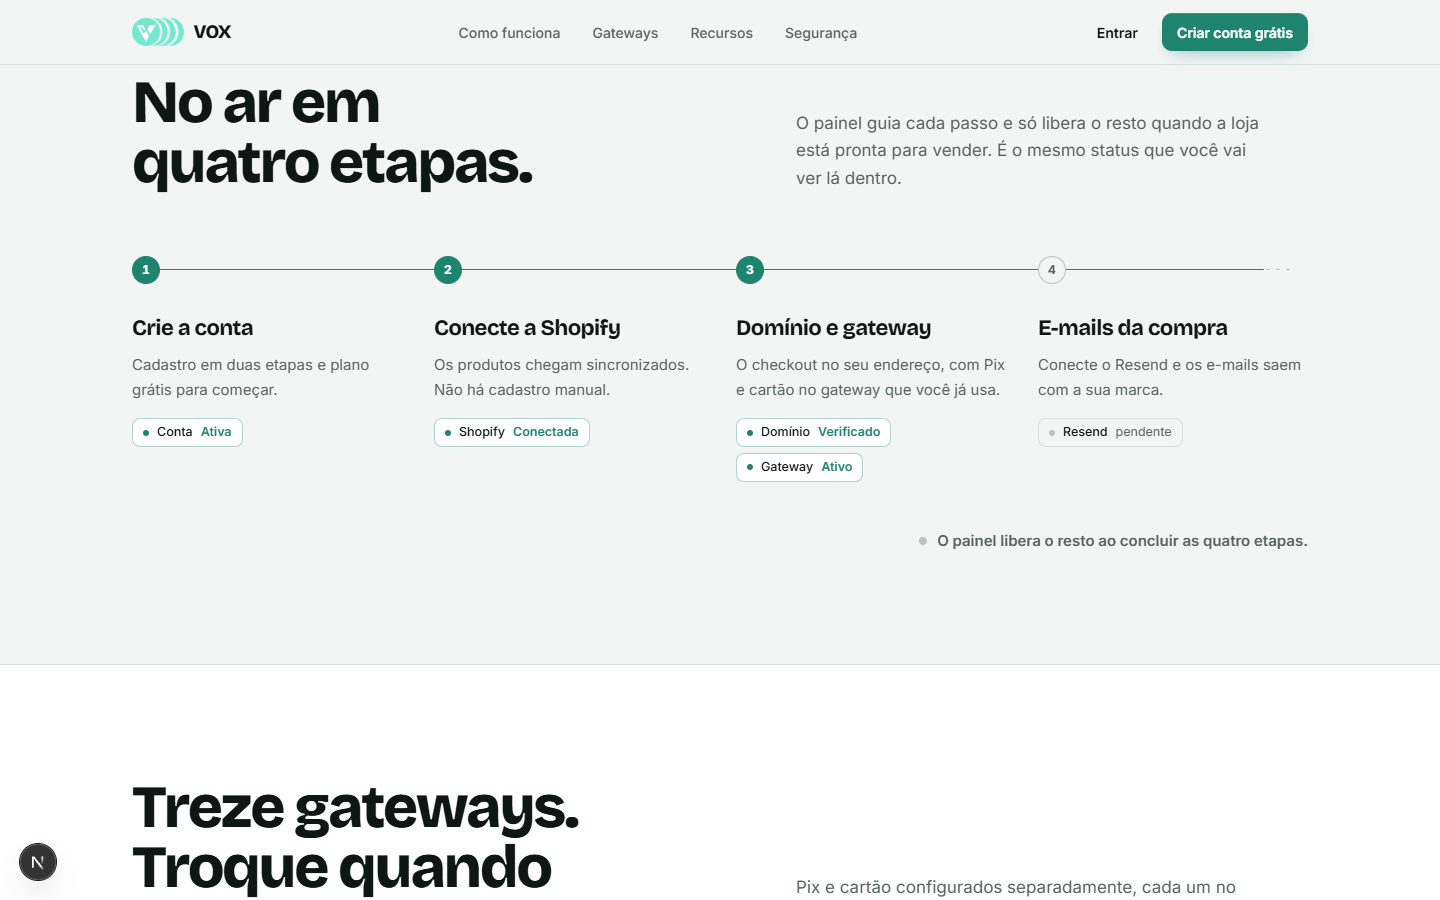 VOX
Como funciona
Gateways
Recursos
Segurança
Entrar
Criar conta grátis
No ar em
quatro etapas.
O painel guia cada passo e só libera o resto quando a loja
está pronta para vender. É o mesmo status que você vai
ver lá dentro.
1
2
3
4
Crie a conta
Cadastro em duas etapas e plano
grátis para começar.
Conta Ativa
Conecte a Shopify
Os produtos chegam sincronizados.
Não há cadastro manual.
Shopify Conectada
Domínio e gateway
O checkout no seu endereço, com Pix
e cartão no gateway que você já usa.
Domínio Verificado
Gateway Ativo
E-mails da compra
Conecte o Resend e os e-mails saem
com a sua marca.
Resend pendente
O painel libera o resto ao concluir as quatro etapas.
Treze gateways.
Troque quando
Pix e cartão configurados separadamente, cada um no
N